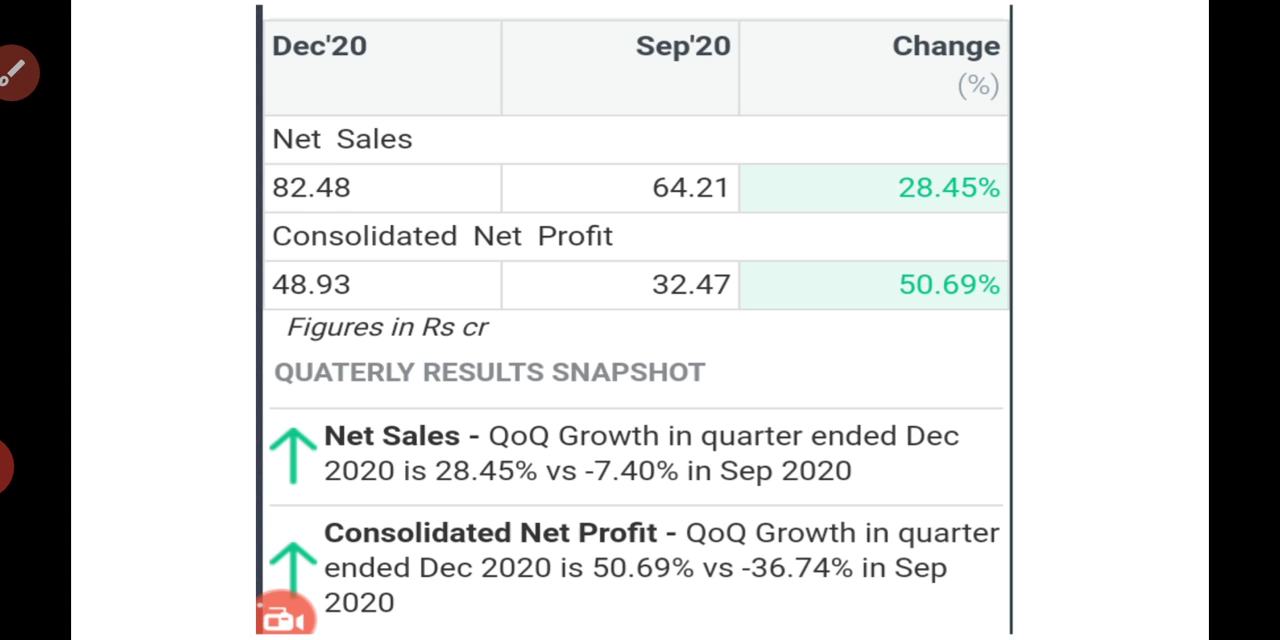 Dec'20 Sep'20 Change
(%)
Net Sales
82.48 64.21 28.45%
Consolidated Net Profit
48.93 32.47 50.69%
Figures in Rs cr
QUATERLY RESULTS SNAPSHOT
Net Sales - QoQ Growth in quarter ended Dec
2020 is 28.45% vs -7.40% in Sep 2020
Consolidated Net Profit - QoQ Growth in quarter
ended Dec 2020 is 50.69% vs -36.74% in Sep
2020